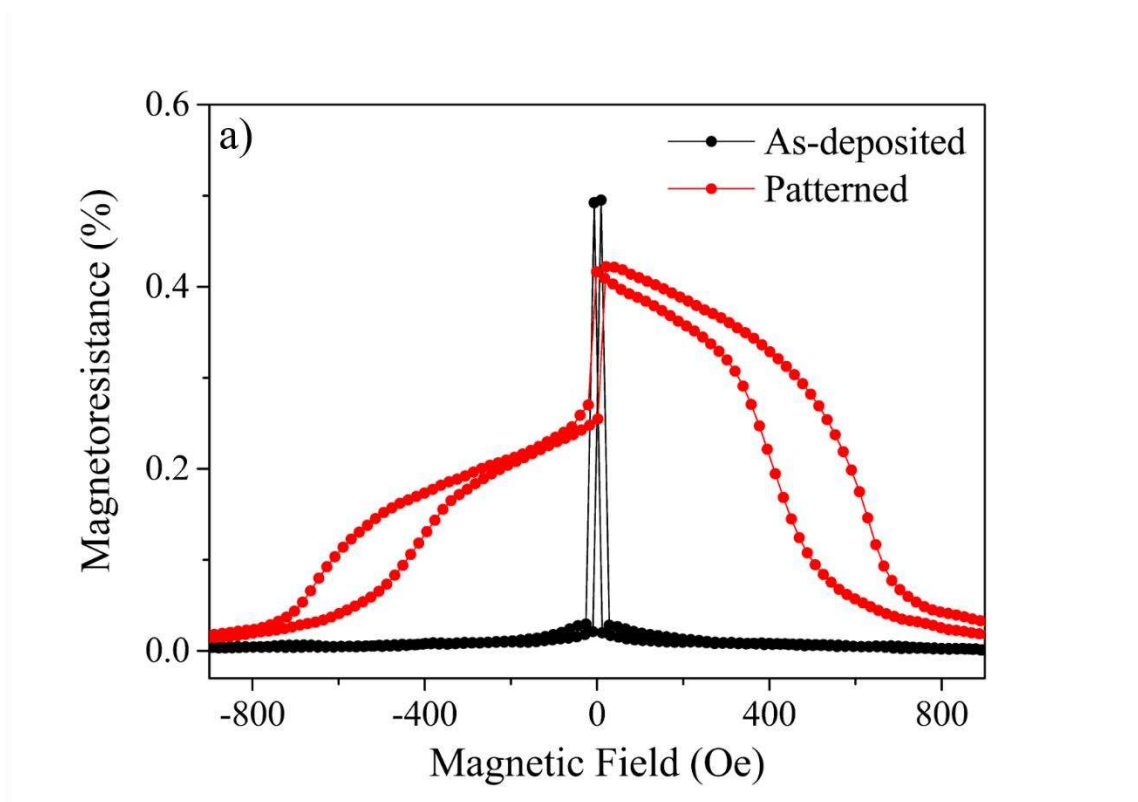 a)
As-deposited
Patterned
Magnetoresistance (%)
0.6
0.4
0.2
0.0
-800 -400 0 400 800
Magnetic Field (Oe)